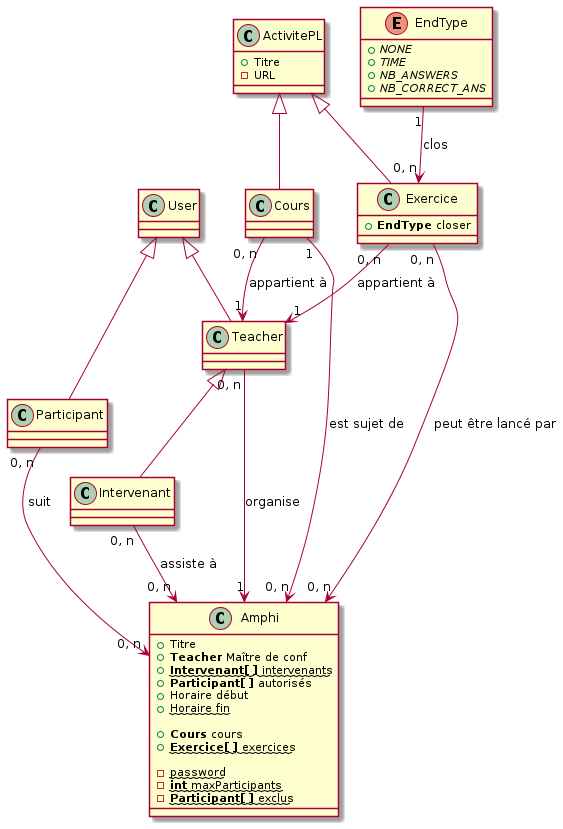 ActivitePL
Titre
URL
EndType
NONE
TIME
NB_ANSWERS
NB_CORRECT_ANS
1
clos
0, n
User
Cours
Exercice
EndType closer
0, n
1
0, n
0, n
appartient à
appartient à
1
1
Teacher
0, n
Participant
0, n
est sujet de
peut être lancé par
Intervenant
suit
organise
0, n
assiste à
0, n
1
0, n
0, n
0, n
Amphi
Titre
Teacher Maître de conf
Intervenant[] intervenants
Participant[] autorisés
Horaire début
Horaire fin
Cours cours
Exercice[] exercices
password
int maxParticipants
Participant[] exclus